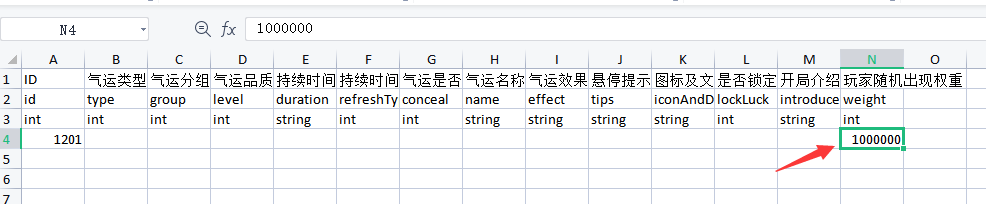 N4 fx 1000000
A B C D E F G H I J K L M N O
1 ID 气运类型 气运分组 气运品质 持续时间 持续时间 气运是否 气运名称 气运效果 悬停提示 图标及文 是否锁定 开局介绍 玩家随机出现权重
2 id type group level duration refreshTy conceal name effect tips iconAndD lockLuck introduce weight
3 int int int int string int int string string string string int string int
4 1201 1000000
5
6
7